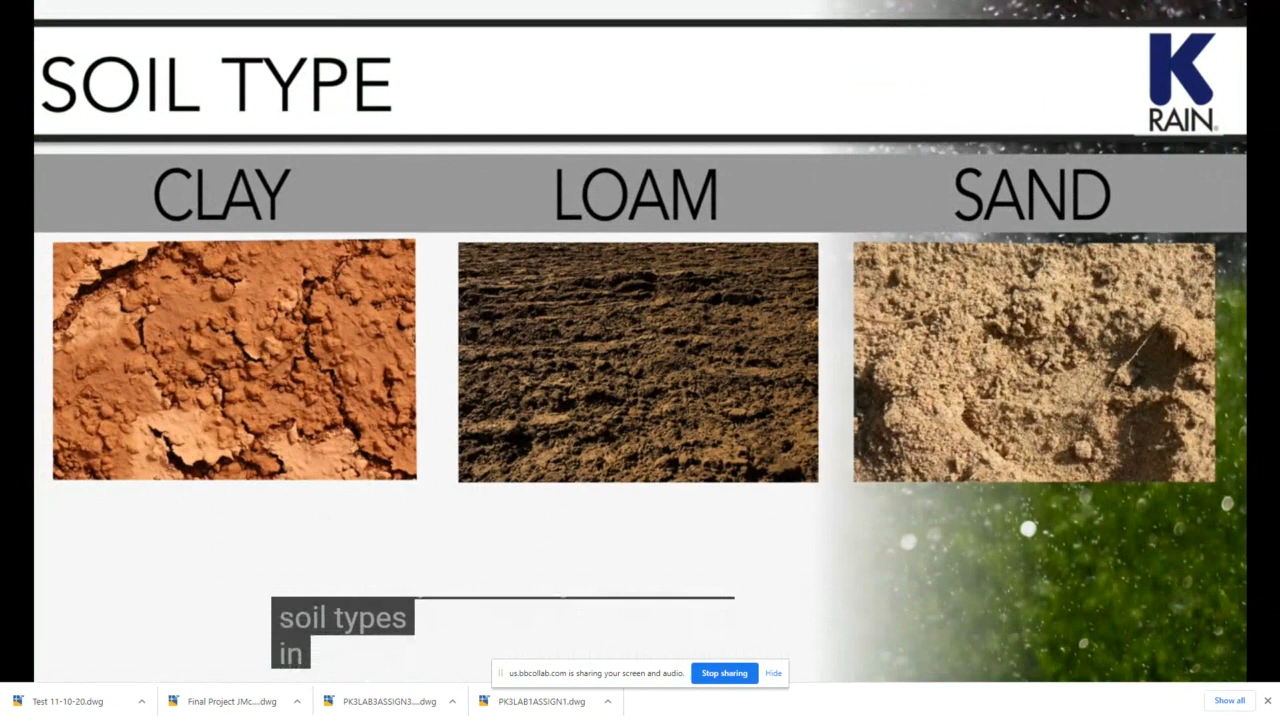 SOIL TYPE
K
RAIN®
CLAY LOAM SAND
soil types
in
us.bbcollab.com is sharing your screen and audio. Stop sharing Hide
Test 11-10-20.dwg Final Project JMc....dwg PK3LAB3ASSIGN3....dwg PK3LAB1ASSIGN1.dwg Show all